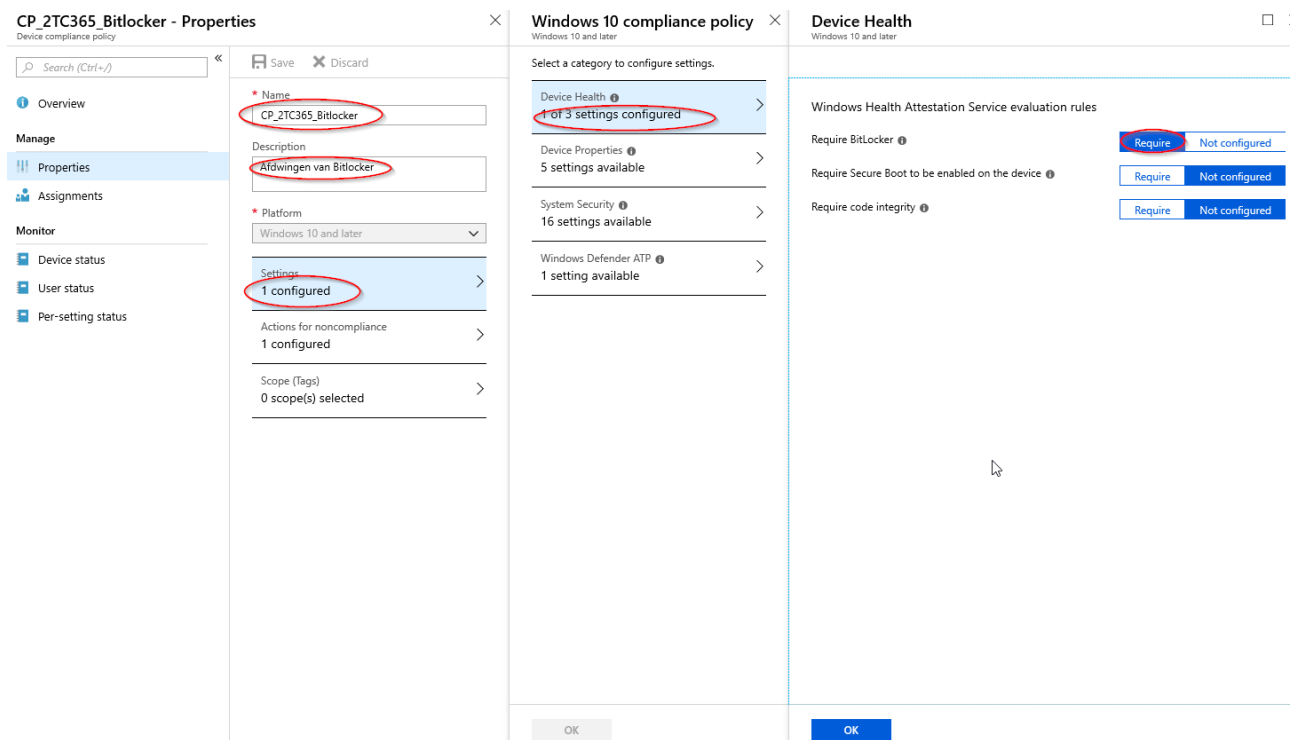 CP_2TC365_Bitlocker - Properties
Device compliance policy
Search (Ctrl+/)
Overview
Manage
Properties
Assignments
Monitor
Device status
User status
Per-setting status
Save Discard
* Name
CP_2TC365_Bitlocker
Description
Afdwingen van Bitlocker
* Platform
Windows 10 and later
Settings
1 configured
Actions for noncompliance
1 configured
Scope (Tags)
0 scope(s) selected
Windows 10 compliance policy
Windows 10 and later
Select a category to configure settings.
Device Health
1 of 3 settings configured
Device Properties
5 settings available
System Security
16 settings available
Windows Defender ATP
1 setting available
OK
Device Health
Windows 10 and later
Windows Health Attestation Service evaluation rules
Require BitLocker Require Not configured
Require Secure Boot to be enabled on the device Require Not configured
Require code integrity Require Not configured
OK